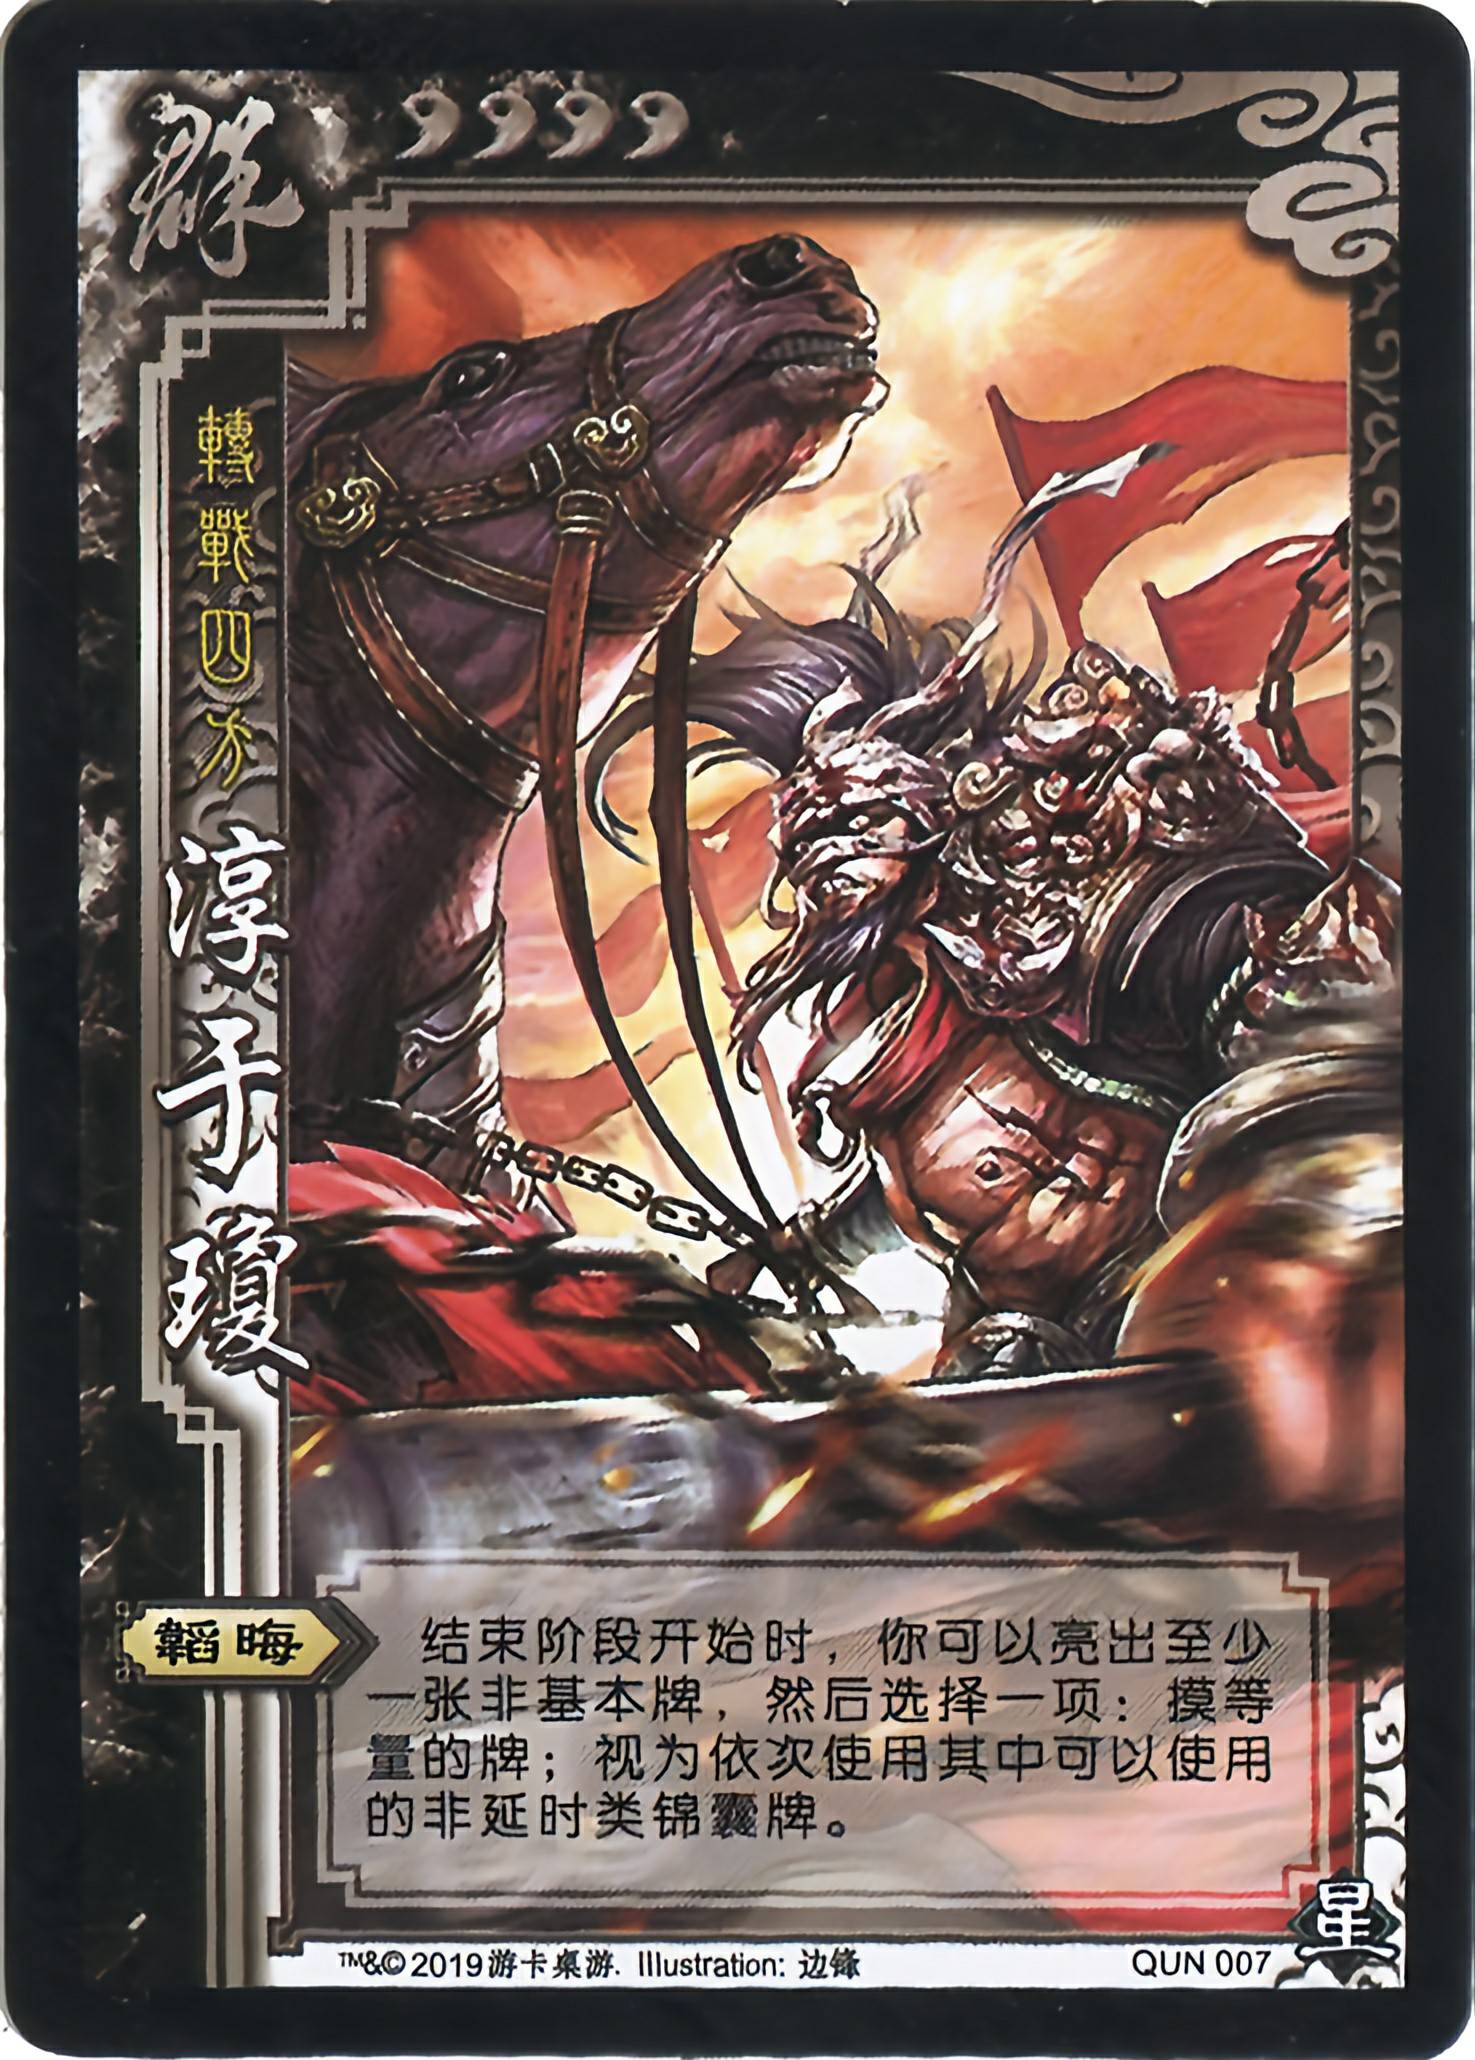 群
轉戰四方
淳于瓊
韜晦
结束阶段开始时，你可以亮出至少
一张非基本牌，然后选择一项：摸等
量的牌；视为依次使用其中可以使用
的非延时类锦囊牌。
星
™&©2019游卡桌游. Illustration: 边锋
QUN 007